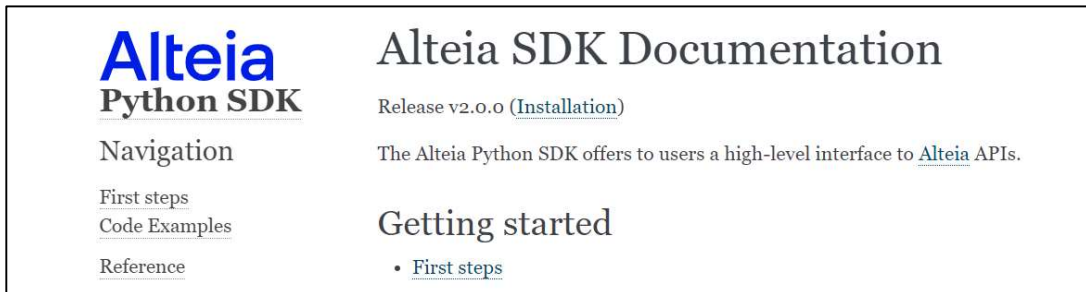 Alteia
Python SDK
Navigation
First steps
Code Examples
Reference
Alteia SDK Documentation
Release v2.0.0 (Installation)
The Alteia Python SDK offers to users a high-level interface to Alteia APIs.
Getting started
• First steps